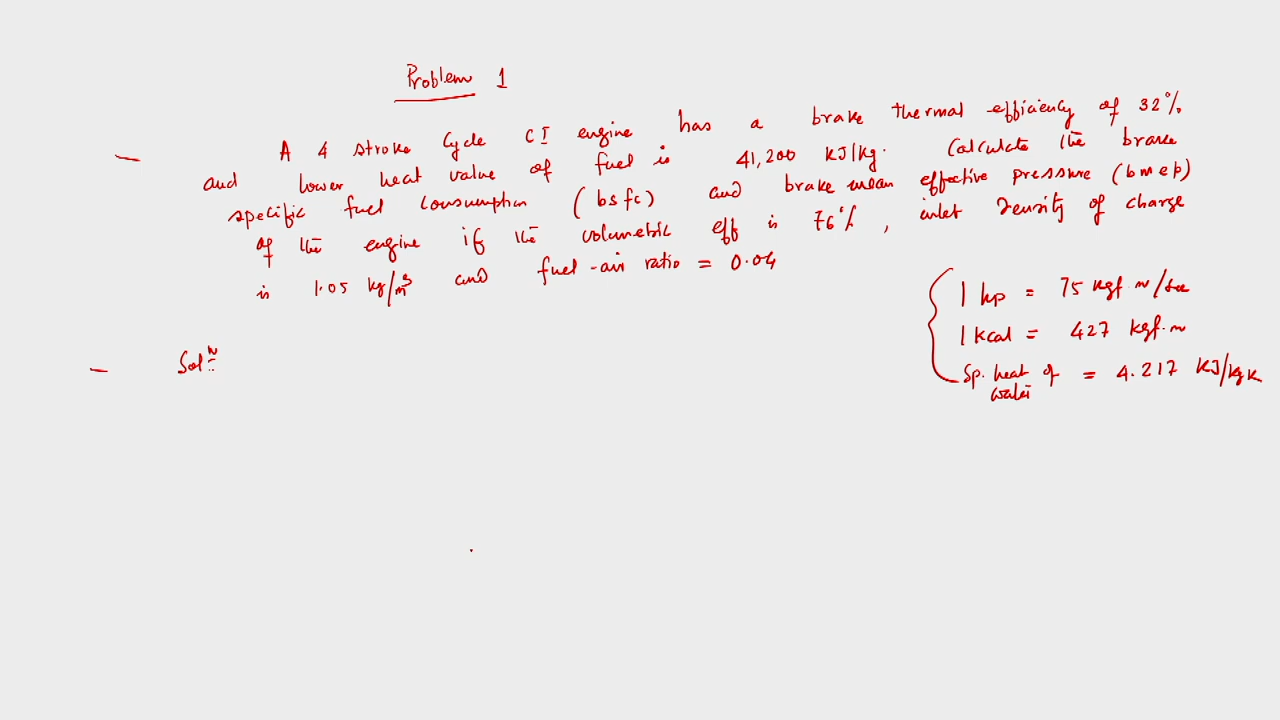 Problem 1
A 4 stroke Cycle CI engine has a brake thermal efficiency of 32%
and lower heat value of fuel is 41,200 KJ/kg. Calculate the brake
specific fuel consumption (bsfc) and brake mean effective pressure (bmep)
of the engine if the volumetric eff is 76%, inlet density of charge
is 1.05 kg/m³ and fuel-air ratio = 0.04
1 hp = 75 kgf m/sec
1 kcal = 427 kgf.m
Sp. heat of water = 4.217 KJ/kg K
Solⁿ